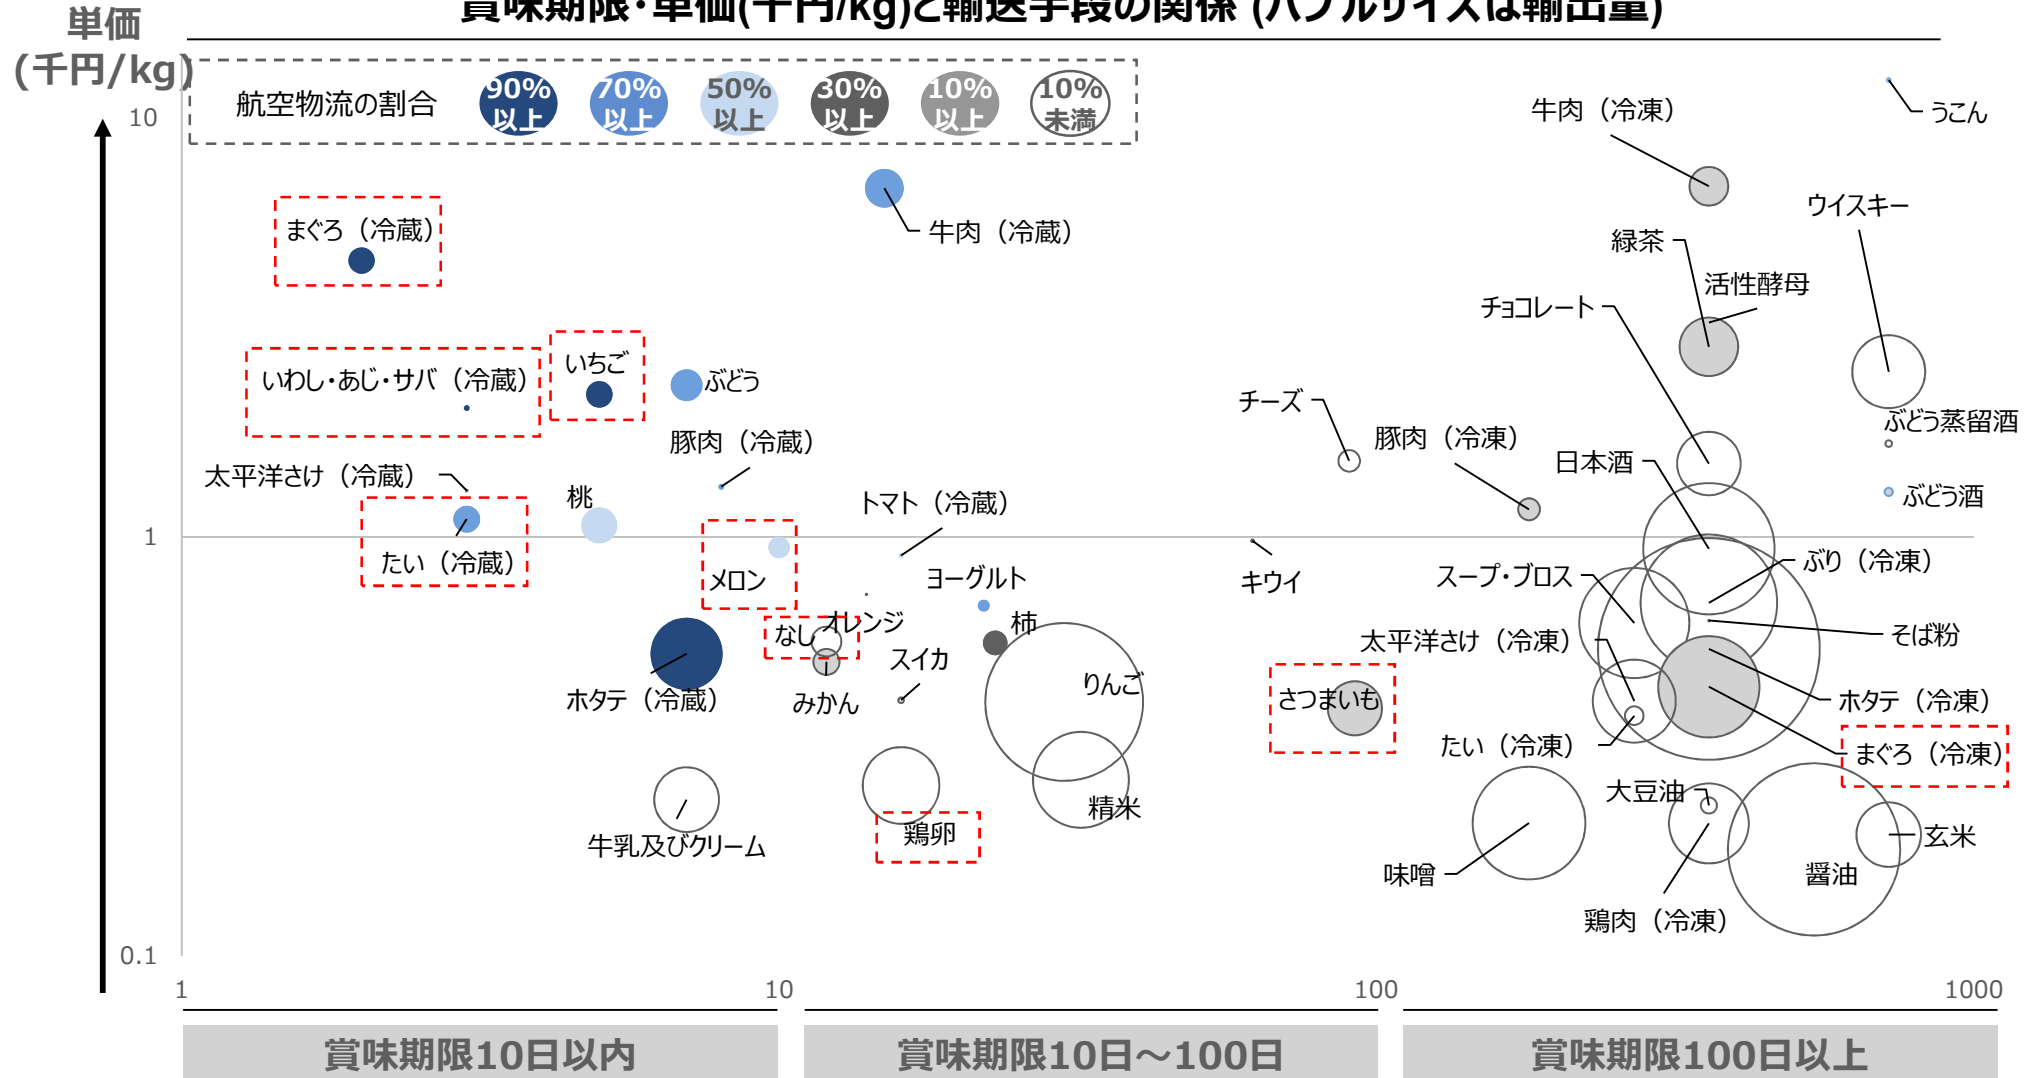 賞味期限・単価(千円/kg)と輸送手段の関係 (バブルサイズは輸出量)
単価
(千円/kg)
航空物流の割合
90%
以上
70%
以上
50%
以上
30%
以上
10%
以上
10%
未満
10
1
0.1
牛肉（冷凍）
うこん
ウイスキー
まぐろ（冷蔵）
牛肉（冷蔵）
緑茶
活性酵母
チョコレート
いちご
いわし・あじ・サバ（冷蔵）
ぶどう
チーズ
ぶどう蒸留酒
豚肉（冷蔵）
豚肉（冷凍）
日本酒
太平洋さけ（冷蔵）
桃
トマト（冷蔵）
ぶどう酒
たい（冷蔵）
メロン
ヨーグルト
キウイ
スープ・ブロス
ぶり（冷凍）
なし
オレンジ
柿
太平洋さけ（冷凍）
そば粉
スイカ
りんご
さつまいも
ホタテ（冷蔵）
みかん
ホタテ（冷凍）
たい（冷凍）
まぐろ（冷凍）
大豆油
精米
牛乳及びクリーム
鶏卵
玄米
味噌
醤油
鶏肉（冷凍）
1
10
100
1000
賞味期限10日以内
賞味期限10日～100日
賞味期限100日以上